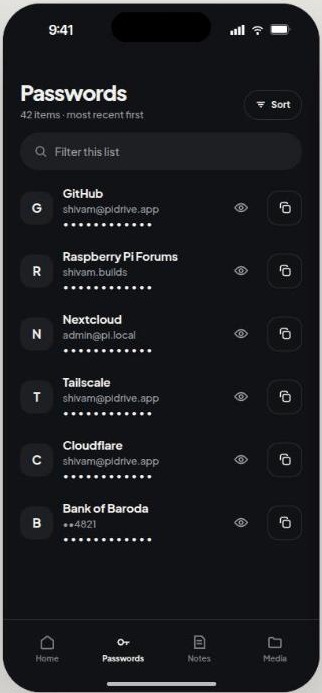 9:41
Passwords
42 items · most recent first
Sort
Filter this list
G
GitHub
shivam@pidrive.app
••••••••••••
R
Raspberry Pi Forums
shivam.builds
••••••••••••
N
Nextcloud
admin@pi.local
••••••••••••
T
Tailscale
shivam@pidrive.app
••••••••••••
C
Cloudflare
shivam@pidrive.app
••••••••••••
B
Bank of Baroda
••4821
••••••••••••
Home Passwords Notes Media